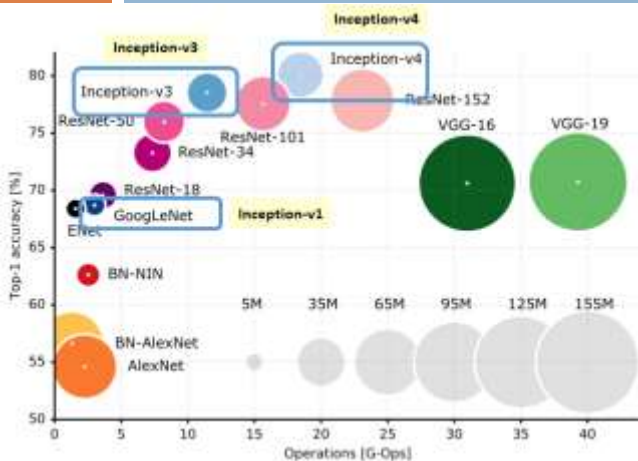 Inception-v4
Inception-v3
80
Inception-v4
Inception-v3
ResNet-152
ResNet-50
VGG-16
VGG-19
ResNet-101
75
ResNet-34
Top-1 accuracy [%]
70
ResNet-18
GoogLeNet
Inception-v1
ENet
65
BN-NIN
60
5M
35M
65M
95M
125M
155M
BN-AlexNet
55
AlexNet
50
0
5
10
15
20
25
30
35
40
Operations [G-Ops]